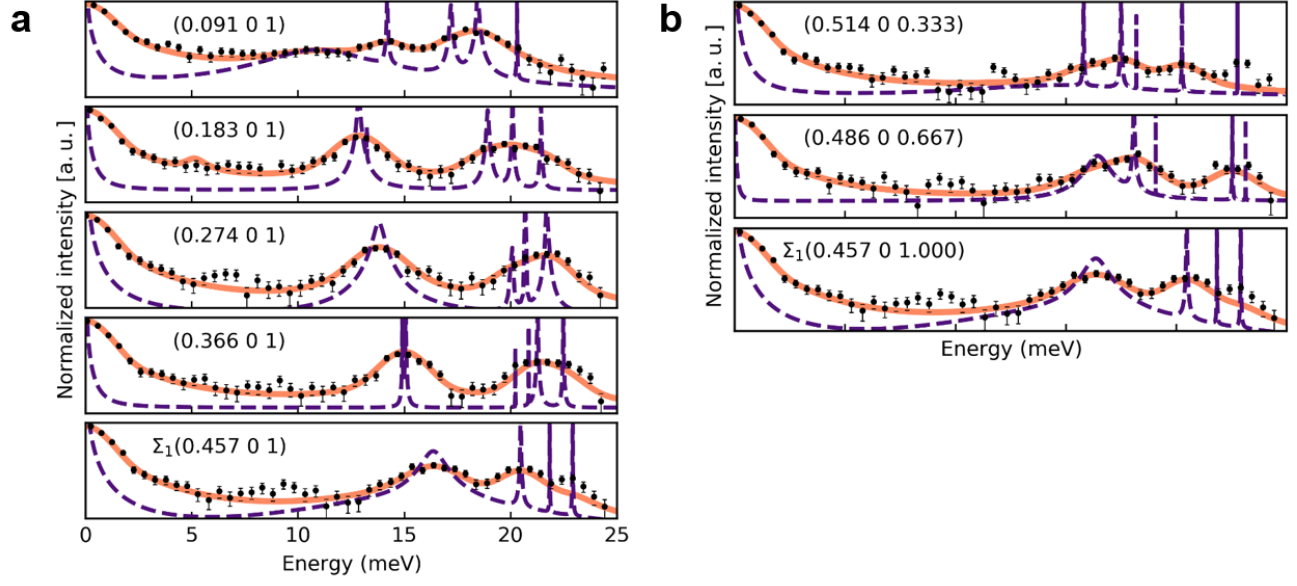 a
(0.091 0 1)
(0.183 0 1)
(0.274 0 1)
(0.366 0 1)
Σ₁(0.457 0 1)
Normalized intensity [a. u.]
0 5 10 15 20 25
Energy (meV)
b
(0.514 0 0.333)
(0.486 0 0.667)
Σ₁(0.457 0 1.000)
Normalized intensity [a. u.]
Energy (meV)